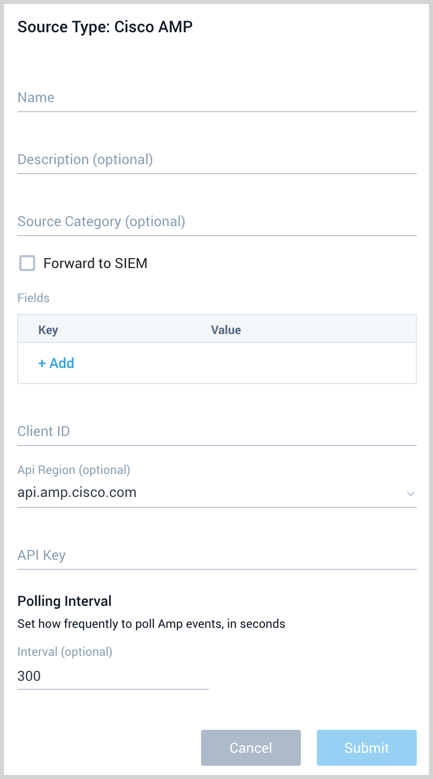 Source Type: Cisco AMP
Name
Description (optional)
Source Category (optional)
Forward to SIEM
Fields
Key Value
+ Add
Client ID
Api Region (optional)
api.amp.cisco.com
API Key
Polling Interval
Set how frequently to poll Amp events, in seconds
Interval (optional)
300
Cancel Submit